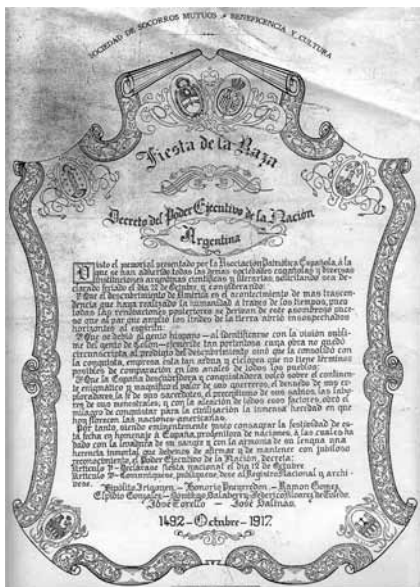 SOCIEDAD DE SOCORROS MUTUOS • BENEFICENCIA Y CULTURA
Fiesta de la Raza
Decreto del Poder Ejecutivo de la Nación
Argentina
Visto el memorial presentado por la Asociación Patriótica Española, a la
que se han adherido todas las demás sociedades españolas y diversas
instituciones argentinas científicas y literarias, solicitando sea de-
clarado feriado el día 12 de Octubre, y considerando:
1º Que el descubrimiento de América es el acontecimiento de mas trascen-
dencia que haya realizado la humanidad a través de los tiempos, pues
todas las renovaciones posteriores se derivan de este asombroso suce-
so que al par que amplió los lindes de la tierra abrió insospechados
horizontes al espíritu:
2º Que se debió al genio hispano – al identificarse con la visión subli-
me del genio de Colón – efeméride tan portentosa cuya obra no quedó
circunscripta al prodigio del descubrimiento sinó que la consolidó con
la conquista, empresa ésta tan ardua y ciclópea que no tiene términos
posibles de comparación en los anales de todos los pueblos:
3º Que la España descubridora y conquistadora volcó sobre el continen-
te enigmático y magnífico el valor de sus guerreros, el denuedo de sus ex-
ploradores, la fé de sus sacerdotes, el preceptismo de sus sabios, las labo-
res de sus menestrales, y con la aleación de todos esos factores, obró el
milagro de conquistar para la civilización la inmensa heredad en que
hoy florecen las naciones americanas.
Por tanto, siendo eminentemente justo consagrar la festividad de es-
ta fecha en homenaje á España, progenitora de naciones, á las cuales ha
dado con la levadura de su sangre y con la armonía de su lengua una
herencia inmortal que debemos de afirmar y de mantener con jubiloso
reconocimiento, el Poder Ejecutivo de la Nación, decreta:
Artículo 1º – Declárase fiesta nacional el día 12 de Octubre
Artículo 2º – Comuníquese, publíquese, dése al Registro Nacional y archí-
vese.
Hipólito Irigoyen – Honorio Pueyrredon – Ramon Gomez
Elpidio Gonzalez – Domingo Salaberry – Federico Alvarez de Toledo
José Torello – José Salinas
1492 – Octubre – 1917